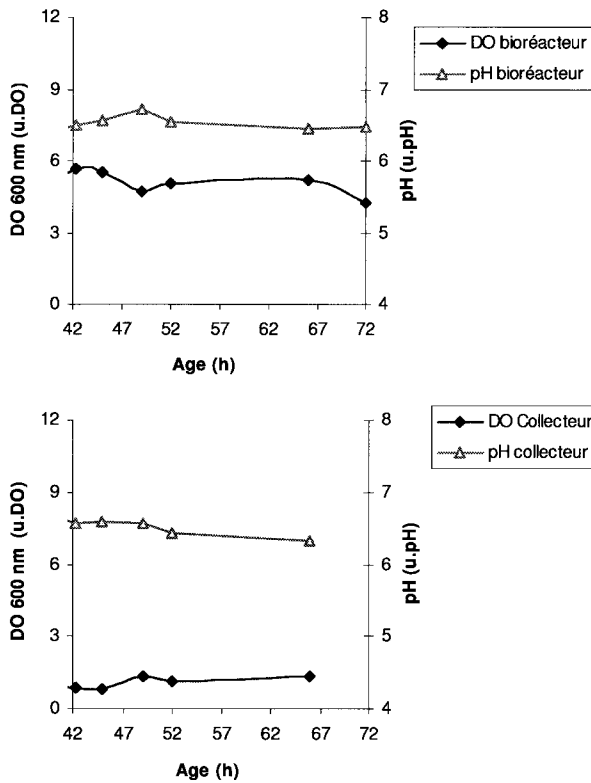 12
9
6
3
0
DO 600 nm (u.DO)
8
7
6
5
4
pH (u.pH)
42 47 52 57 62 67 72
Age (h)
DO bioréacteur
pH bioréacteur
12
9
6
3
0
DO 600 nm (u.DO)
8
7
6
5
4
pH (u.pH)
42 47 52 57 62 67 72
Age (h)
DO Collecteur
pH collecteur